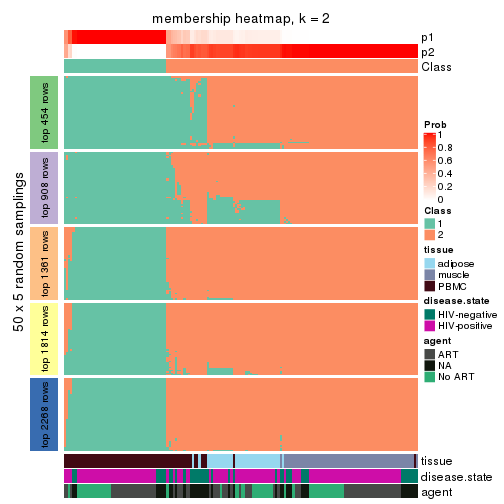 membership heatmap, k = 2
p1
p2
Class
50 x 5 random samplings
top 454 rows
top 908 rows
top 1361 rows
top 1814 rows
top 2268 rows
Prob
1
0.8
0.6
0.4
0.2
0
Class
1
2
tissue
adipose
muscle
PBMC
disease.state
HIV-negative
HIV-positive
agent
ART
NA
No ART
tissue
disease.state
agent